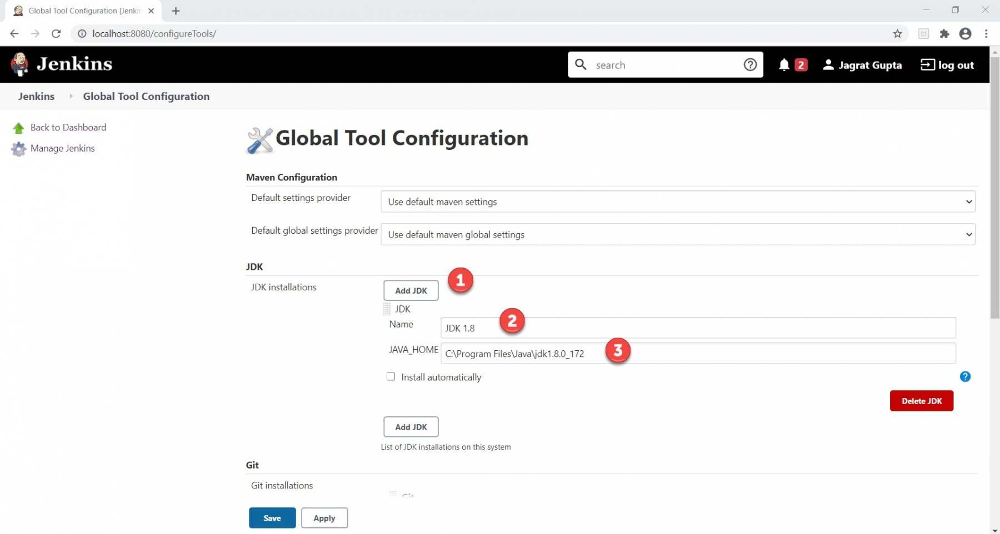 Global Tool Configuration [Jenkin
localhost:8080/configureTools/
Jenkins
search
2
Jagrat Gupta
log out
Jenkins
Global Tool Configuration
Back to Dashboard
Manage Jenkins
Global Tool Configuration
Maven Configuration
Default settings provider
Use default maven settings
Default global settings provider
Use default maven global settings
JDK
JDK installations
Add JDK
1
JDK
Name
JDK 1.8
2
JAVA_HOME
C:\Program Files\Java\jdk1.8.0_172
3
Install automatically
?
Delete JDK
Add JDK
List of JDK installations on this system
Git
Git installations
Git
Save
Apply